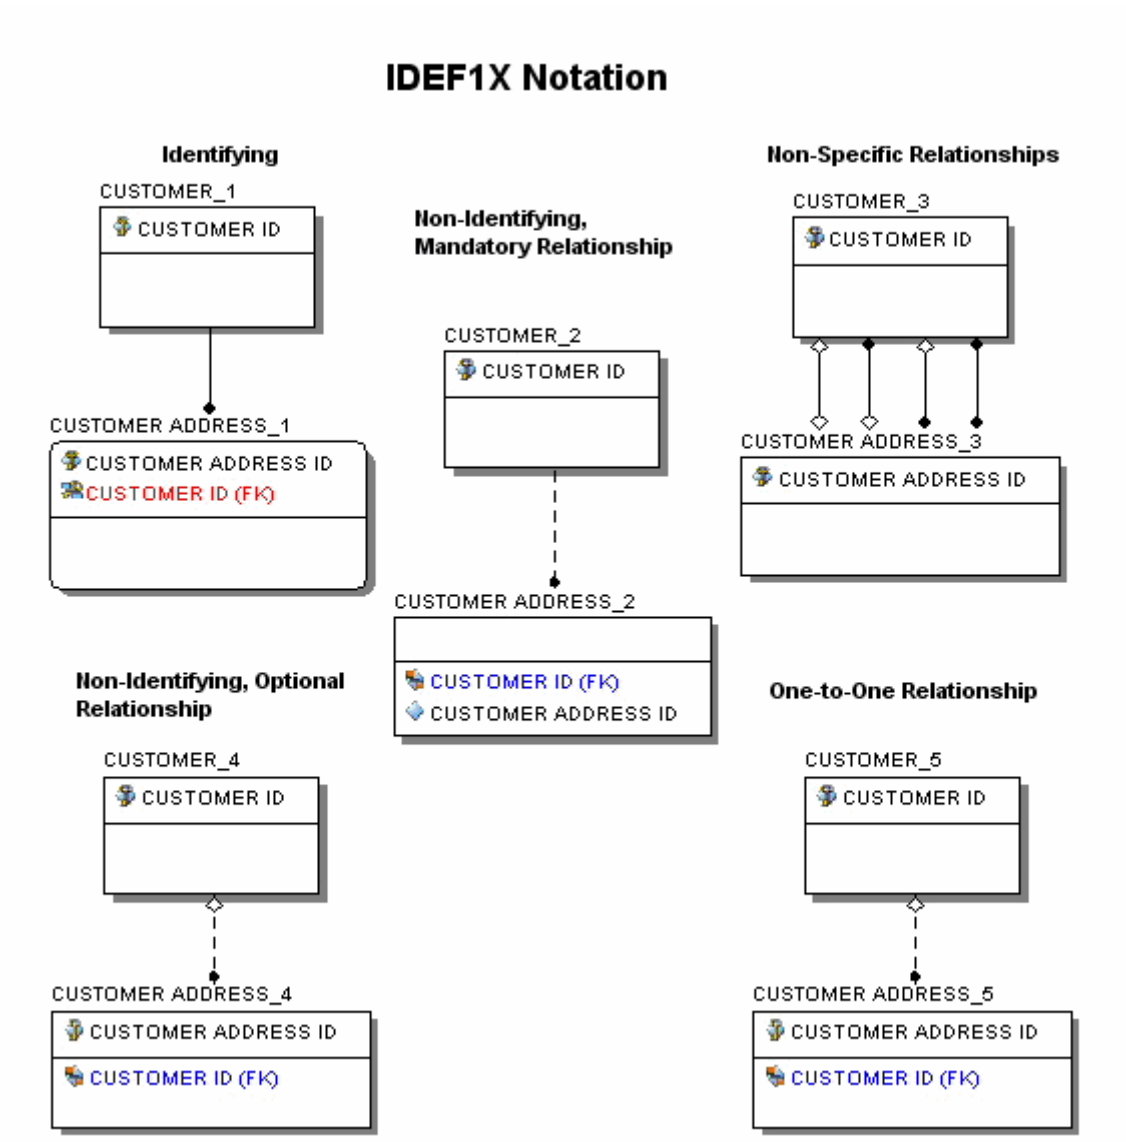 IDEF1X Notation
Identifying
CUSTOMER_1
CUSTOMER ID
CUSTOMER ADDRESS_1
CUSTOMER ADDRESS ID
CUSTOMER ID (FK)
Non-Identifying,
Mandatory Relationship
CUSTOMER_2
CUSTOMER ID
CUSTOMER ADDRESS_2
CUSTOMER ID (FK)
CUSTOMER ADDRESS ID
Non-Specific Relationships
CUSTOMER_3
CUSTOMER ID
CUSTOMER ADDRESS_3
CUSTOMER ADDRESS ID
Non-Identifying, Optional
Relationship
CUSTOMER_4
CUSTOMER ID
CUSTOMER ADDRESS_4
CUSTOMER ADDRESS ID
CUSTOMER ID (FK)
One-to-One Relationship
CUSTOMER_5
CUSTOMER ID
CUSTOMER ADDRESS_5
CUSTOMER ADDRESS ID
CUSTOMER ID (FK)